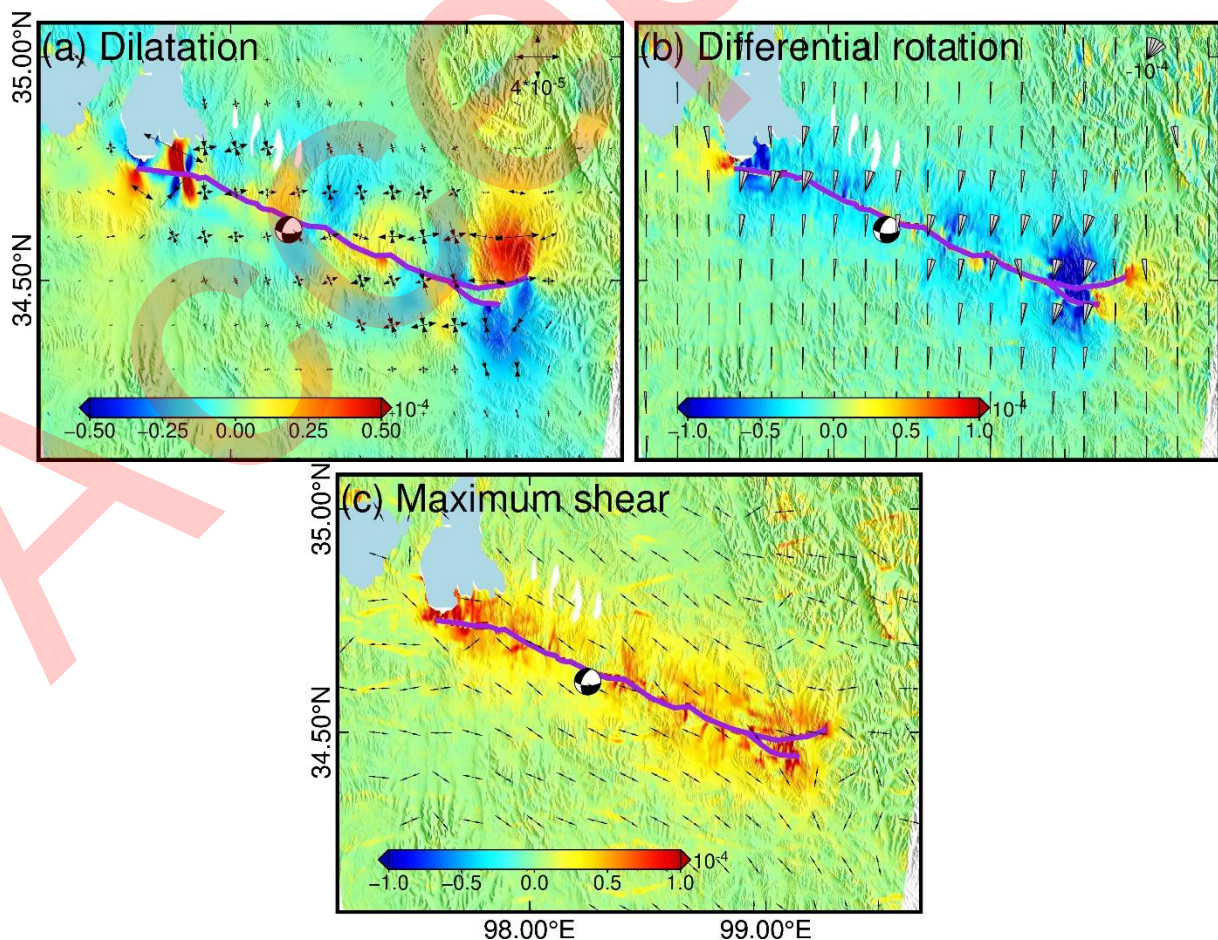 (a) Dilatation
4*10-5
35.00°N
34.50°N
10-4
−0.50 −0.25 0.00 0.25 0.50
(b) Differential rotation
-10-4
10-4
−1.0 −0.5 0.0 0.5 1.0
(c) Maximum shear
35.00°N
34.50°N
10-4
−1.0 −0.5 0.0 0.5 1.0
98.00°E 99.00°E